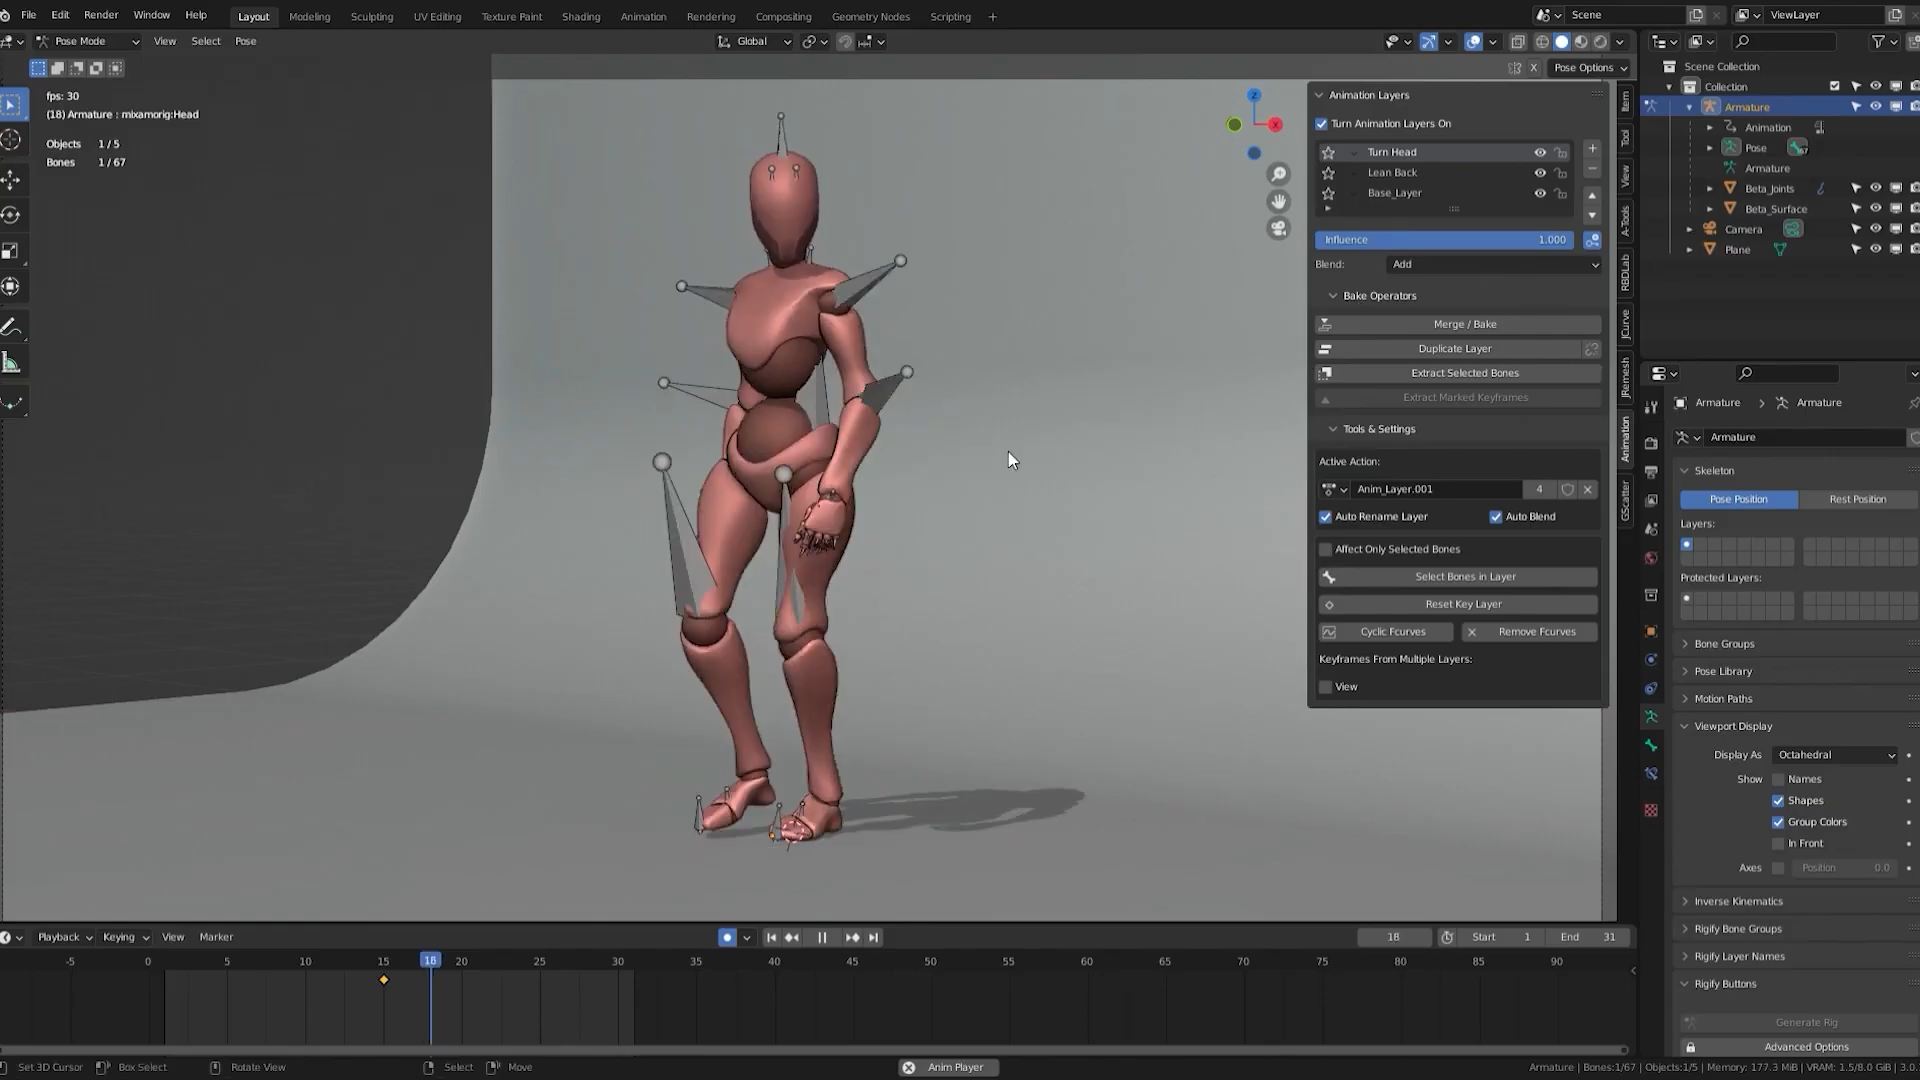 File Edit Render Window Help Layout Modeling Sculpting UV Editing Texture Paint Shading Animation Rendering Compositing Geometry Nodes Scripting + Scene ViewLayer
Pose Mode View Select Pose Global
X Pose Options
fps: 30
(18) Armature : mixamorig:Head
Objects 1 / 5
Bones 1 / 67
Z
X
Animation Layers
Turn Animation Layers On
Turn Head
Lean Back
Base_Layer
Influence 1.000
Blend: Add
Bake Operators
Merge / Bake
Duplicate Layer
Extract Selected Bones
Extract Marked Keyframes
Tools & Settings
Active Action:
Anim_Layer.001 4
Auto Rename Layer Auto Blend
Affect Only Selected Bones
Select Bones in Layer
Reset Key Layer
Cyclic Fcurves Remove Fcurves
Keyframes From Multiple Layers:
View
Item
Tool
View
A-Tools
RBDLab
JCurve
JRemesh
Animation
GScatter
Scene Collection
Collection
Armature
Animation
Pose
Armature
Beta_Joints
Beta_Surface
Camera
Plane
Armature > Armature
Armature
Skeleton
Pose Position Rest Position
Layers:
Protected Layers:
Bone Groups
Pose Library
Motion Paths
Viewport Display
Display As Octahedral
Show Names
Shapes
Group Colors
In Front
Axes Position 0.0
Inverse Kinematics
Rigify Bone Groups
Rigify Layer Names
Rigify Buttons
Generate Rig
Advanced Options
Playback Keying View Marker 18 Start 1 End 31
-5 0 5 10 15 18 20 25 30 35 40 45 50 55 60 65 70 75 80 85 90
Set 3D Cursor Box Select Rotate View Select Move Anim Player Armature | Bones:1/67 | Objects:1/5 | Memory: 177.3 MiB | VRAM: 1.5/8.0 GiB | 3.0.